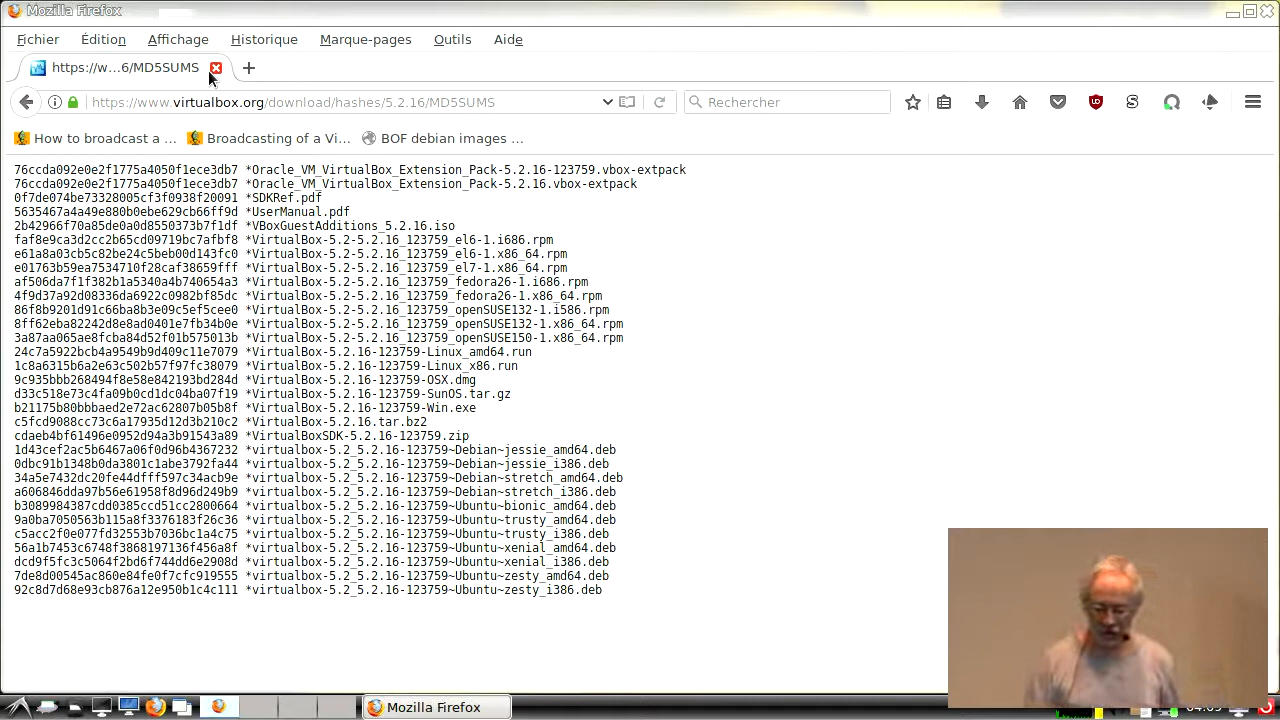 Mozilla Firefox
Fichier Édition Affichage Historique Marque-pages Outils Aide
https://w...6/MD5SUMS
https://www.virtualbox.org/download/hashes/5.2.16/MD5SUMS
Rechercher
How to broadcast a ... Broadcasting of a Vi... BOF debian images ...
76ccda092e0e2f1775a4050f1ece3db7 *Oracle_VM_VirtualBox_Extension_Pack-5.2.16-123759.vbox-extpack
76ccda092e0e2f1775a4050f1ece3db7 *Oracle_VM_VirtualBox_Extension_Pack-5.2.16.vbox-extpack
0f7de074be73328005cf3f0938f20091 *SDKRef.pdf
5635467a4a49e880b0ebe629cb66ff9d *UserManual.pdf
2b42966f70a85de0a0d8550373b7f1df *VBoxGuestAdditions_5.2.16.iso
faf8e9ca3d2cc2b65cd09719bc7afbf8 *VirtualBox-5.2-5.2.16_123759_el6-1.i686.rpm
e61a8a03cb5c82be24c5beb00d143fc0 *VirtualBox-5.2-5.2.16_123759_el6-1.x86_64.rpm
e01763b59ea7534710f28caf38659fff *VirtualBox-5.2-5.2.16_123759_el7-1.x86_64.rpm
af506da7f1f382b1a5340a4b740654a3 *VirtualBox-5.2-5.2.16_123759_fedora26-1.i686.rpm
4f9d37a92d08336da6922c0982bf85dc *VirtualBox-5.2-5.2.16_123759_fedora26-1.x86_64.rpm
86f8b9201d91c66ba8b3e09c5ef5cee0 *VirtualBox-5.2-5.2.16_123759_openSUSE132-1.i586.rpm
8ff62eba82242d8e8ad0401e7fb34b0e *VirtualBox-5.2-5.2.16_123759_openSUSE132-1.x86_64.rpm
3a87aa065ae8fcba84d52f01b575013b *VirtualBox-5.2-5.2.16_123759_openSUSE150-1.x86_64.rpm
24c7a5922bcb4a9549b9d409c11e7079 *VirtualBox-5.2.16-123759-Linux_amd64.run
1c8a6315b6a2e63c502b57f97fc38079 *VirtualBox-5.2.16-123759-Linux_x86.run
9c935bbb268494f8e58e842193bd284d *VirtualBox-5.2.16-123759-OSX.dmg
d33c518e73c4fa09b0cd1dc04ba07f19 *VirtualBox-5.2.16-123759-SunOS.tar.gz
b21175b80bbbaed2e72ac62807b05b8f *VirtualBox-5.2.16-123759-Win.exe
c5fcd9088cc73c6a17935d12d3b210c2 *VirtualBox-5.2.16.tar.bz2
cdaeb4bf61496e0952d94a3b91543a89 *VirtualBoxSDK-5.2.16-123759.zip
1d43cef2ac5b6467a06f0d96b4367232 *virtualbox-5.2_5.2.16-123759~Debian~jessie_amd64.deb
0dbc91b1348b0da3801c1abe3792fa44 *virtualbox-5.2_5.2.16-123759~Debian~jessie_i386.deb
34a5e7432dc20fe44dfff597c34acb9e *virtualbox-5.2_5.2.16-123759~Debian~stretch_amd64.deb
a606846dda97b56e61958f8d96d249b9 *virtualbox-5.2_5.2.16-123759~Debian~stretch_i386.deb
b3089984387cdd0385ccd51cc2800664 *virtualbox-5.2_5.2.16-123759~Ubuntu~bionic_amd64.deb
9a0ba7050563b115a8f3376183f26c36 *virtualbox-5.2_5.2.16-123759~Ubuntu~trusty_amd64.deb
c5acc2f0e077fd32553b7036bc1a4c75 *virtualbox-5.2_5.2.16-123759~Ubuntu~trusty_i386.deb
56a1b7453c6748f3868197136f456a8f *virtualbox-5.2_5.2.16-123759~Ubuntu~xenial_amd64.deb
dcd9f5fc3c5064f2bd6f744dd6e2908d *virtualbox-5.2_5.2.16-123759~Ubuntu~xenial_i386.deb
7de8d00545ac860e84fe0f7cfc919555 *virtualbox-5.2_5.2.16-123759~Ubuntu~zesty_amd64.deb
92c8d7d68e93cb876a12e950b1c4c111 *virtualbox-5.2_5.2.16-123759~Ubuntu~zesty_i386.deb
Mozilla Firefox